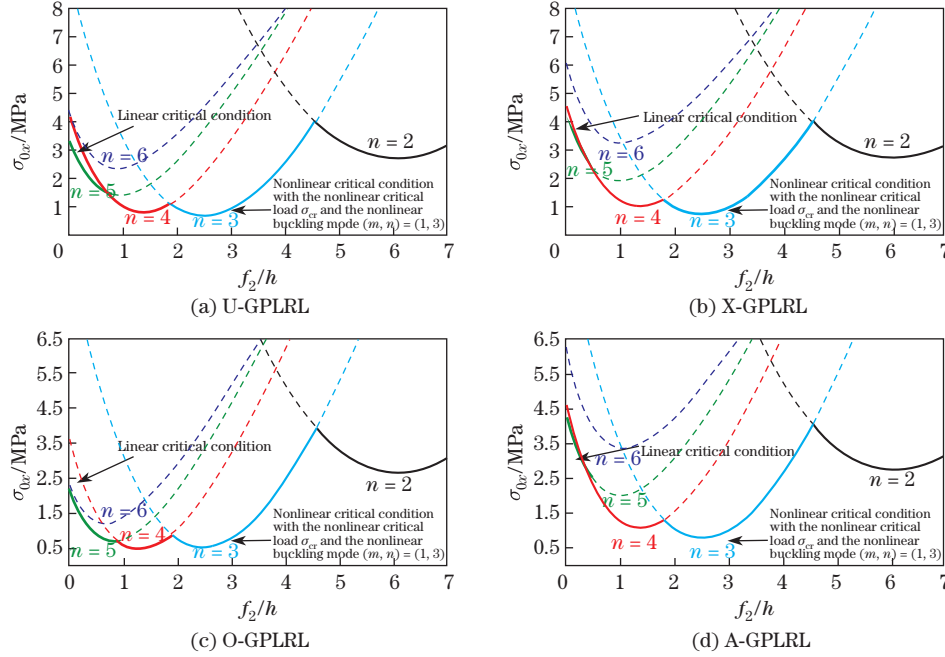 8
7
6
5
4
3
2
1
0
σ₀ₓ/MPa
Linear critical condition
n = 6
n = 5
n = 4
n = 3
n = 2
Nonlinear critical condition
with the nonlinear critical
load σcr and the nonlinear
buckling mode (m, n) = (1, 3)
0 1 2 3 4 5 6 7
f₂/h
(a) U-GPLRL
8
7
6
5
4
3
2
1
0
σ₀ₓ/MPa
Linear critical condition
n = 6
n = 5
n = 4
n = 3
n = 2
Nonlinear critical condition
with the nonlinear critical
load σcr and the nonlinear
buckling mode (m, n) = (1, 3)
0 1 2 3 4 5 6 7
f₂/h
(b) X-GPLRL
6.5
5.5
4.5
3.5
2.5
1.5
0.5
σ₀ₓ/MPa
Linear critical condition
n = 6
n = 5
n = 4
n = 3
n = 2
Nonlinear critical condition
with the nonlinear critical
load σcr and the nonlinear
buckling mode (m, n) = (1, 3)
0 1 2 3 4 5 6 7
f₂/h
(c) O-GPLRL
6.5
5.5
4.5
3.5
2.5
1.5
0.5
σ₀ₓ/MPa
Linear critical condition
n = 6
n = 5
n = 4
n = 3
n = 2
Nonlinear critical condition
with the nonlinear critical
load σcr and the nonlinear
buckling mode (m, n) = (1, 3)
0 1 2 3 4 5 6 7
f₂/h
(d) A-GPLRL